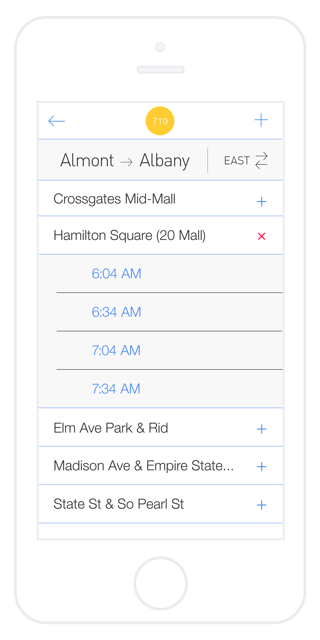 719
Almont → Albany EAST
Crossgates Mid-Mall
Hamilton Square (20 Mall)
6:04 AM
6:34 AM
7:04 AM
7:34 AM
Elm Ave Park & Rid
Madison Ave & Empire State...
State St & So Pearl St